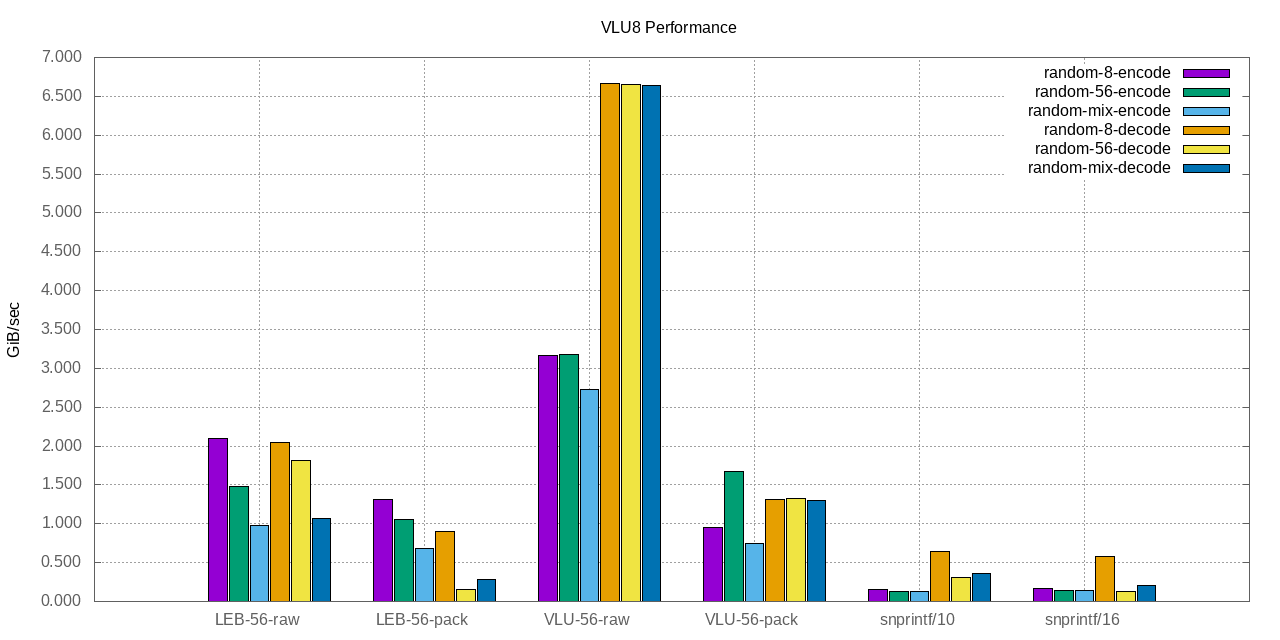 VLU8 Performance
7.000
6.500
6.000
5.500
5.000
4.500
4.000
3.500
3.000
2.500
2.000
1.500
1.000
0.500
0.000
GiB/sec
random-8-encode
random-56-encode
random-mix-encode
random-8-decode
random-56-decode
random-mix-decode
LEB-56-raw LEB-56-pack VLU-56-raw VLU-56-pack snprintf/10 snprintf/16